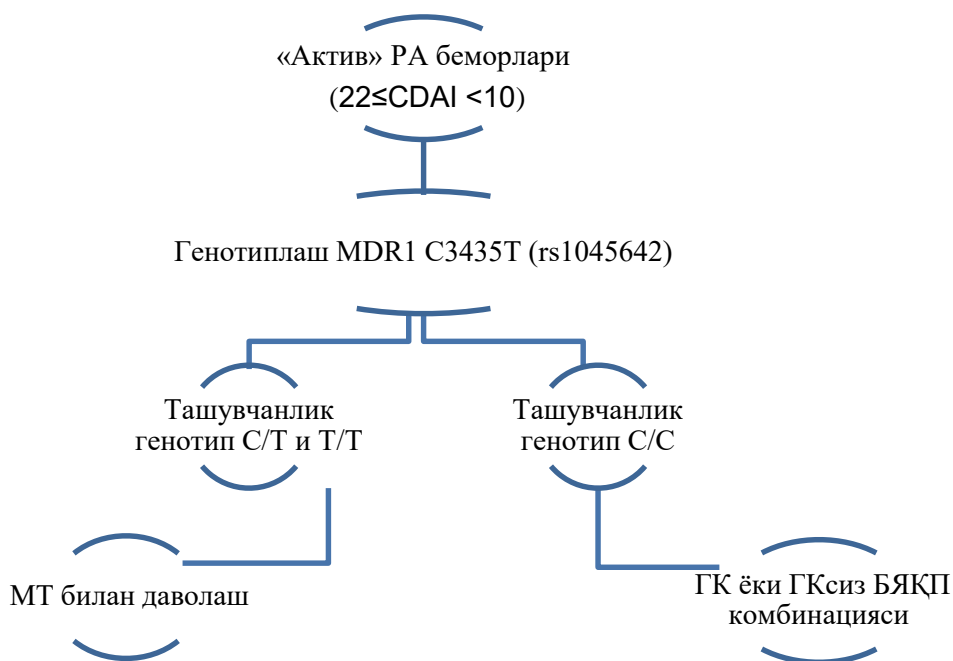 «Актив» РА беморлари
(22≤CDAI <10)
Генотиплаш MDR1 C3435T (rs1045642)
Ташувчанлик
генотип С/Т и Т/Т
Ташувчанлик
генотип С/С
МТ билан даволаш
ГК ёки ГКсиз БЯҚП
комбинацияси